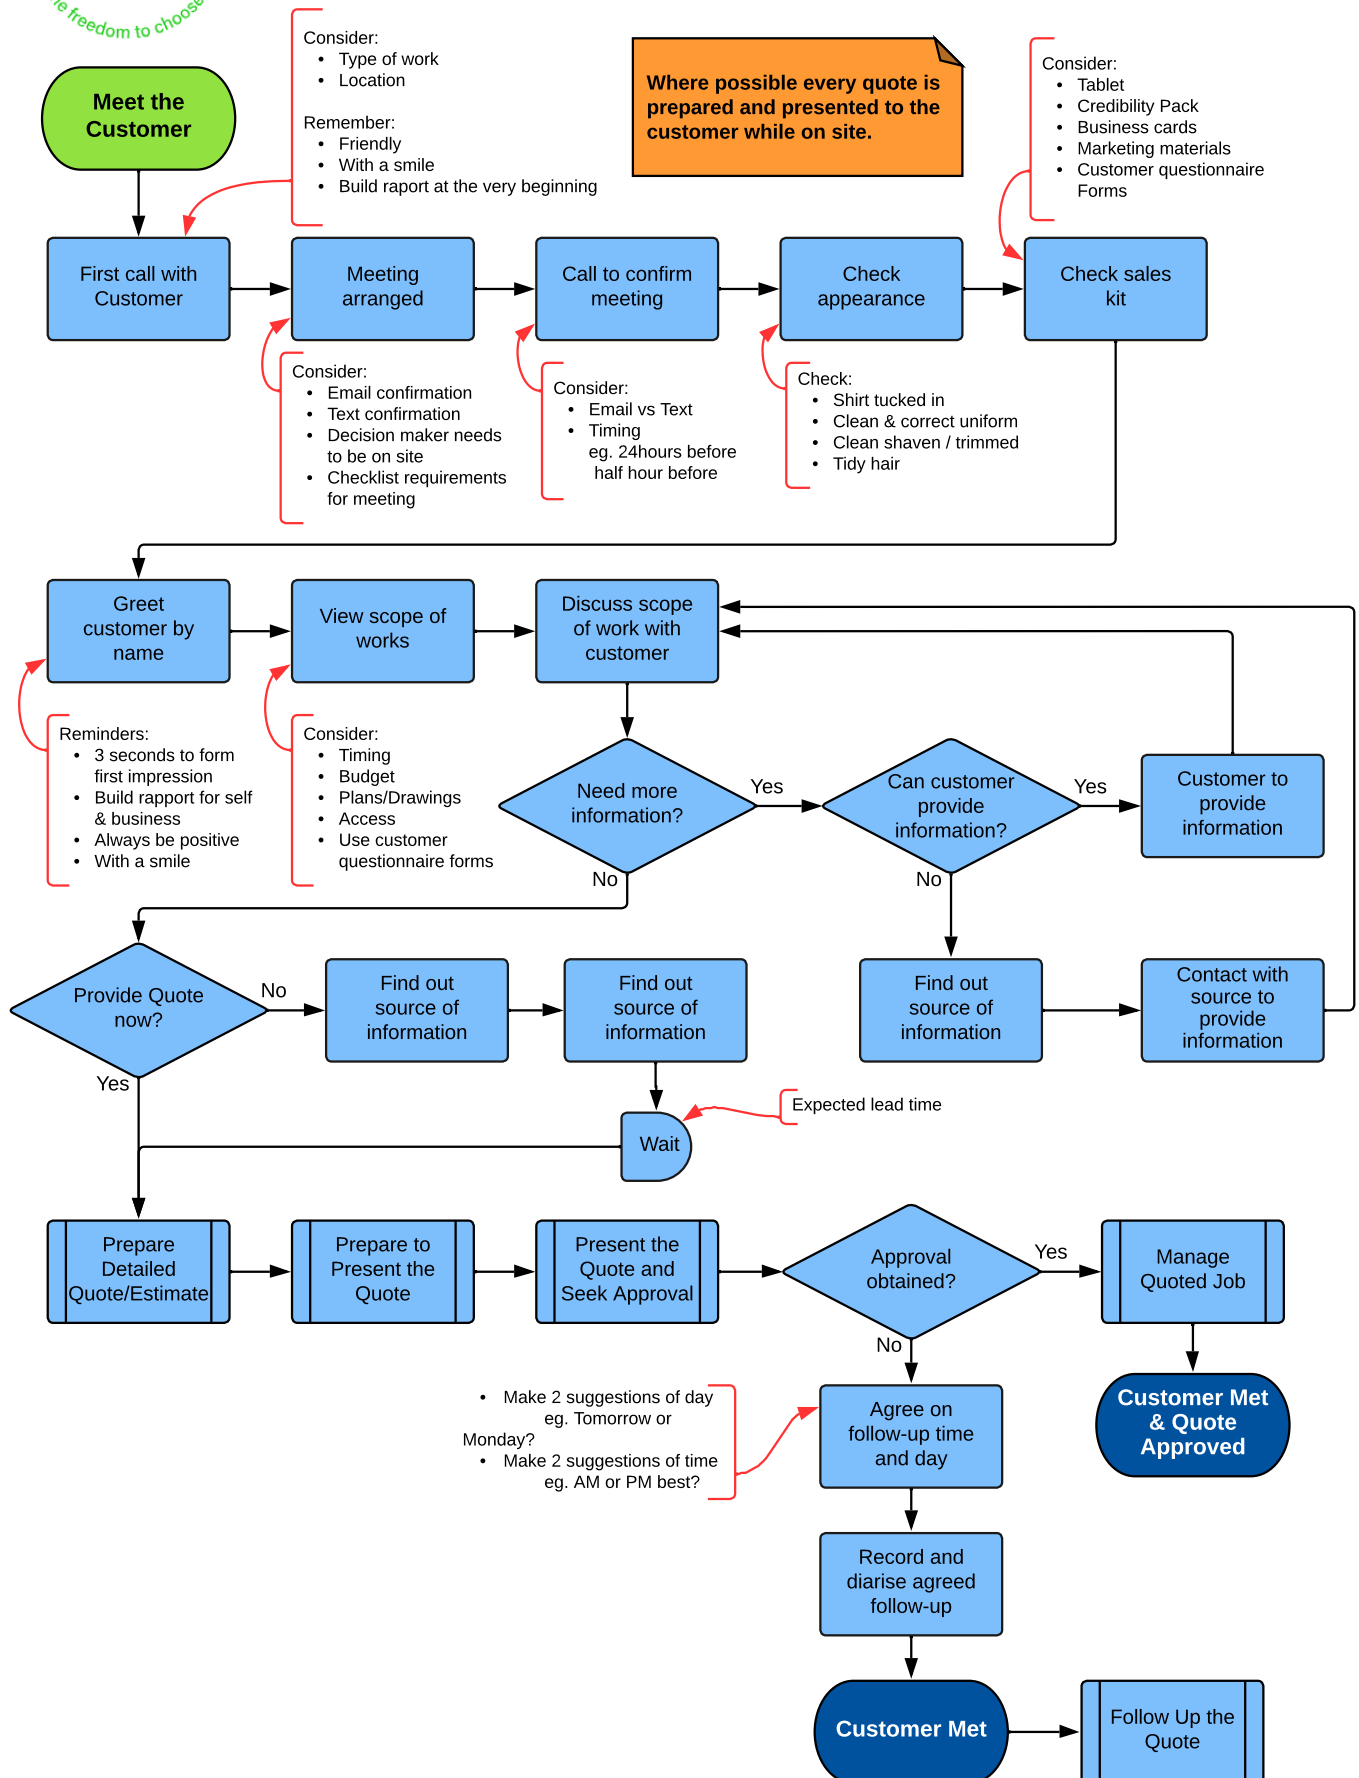 freedom to choose
Consider:
• Type of work
• Location
Remember:
• Friendly
• With a smile
• Build raport at the very beginning
Where possible every quote is
prepared and presented to the
customer while on site.
Consider:
• Tablet
• Credibility Pack
• Business cards
• Marketing materials
• Customer questionnaire
Forms
Meet the
Customer
First call with
Customer
Meeting
arranged
Call to confirm
meeting
Check
appearance
Check sales
kit
Consider:
• Email confirmation
• Text confirmation
• Decision maker needs
to be on site
• Checklist requirements
for meeting
Consider:
• Email vs Text
• Timing
eg. 24hours before
half hour before
Check:
• Shirt tucked in
• Clean & correct uniform
• Clean shaven / trimmed
• Tidy hair
Greet
customer by
name
View scope of
works
Discuss scope
of work with
customer
Reminders:
• 3 seconds to form
first impression
• Build rapport for self
& business
• Always be positive
• With a smile
Consider:
• Timing
• Budget
• Plans/Drawings
• Access
• Use customer
questionnaire forms
Need more
information?
Yes
No
Can customer
provide
information?
Yes
No
Customer to
provide
information
Provide Quote
now?
No
Yes
Find out
source of
information
Find out
source of
information
Find out
source of
information
Contact with
source to
provide
information
Wait
Expected lead time
Prepare
Detailed
Quote/Estimate
Prepare to
Present the
Quote
Present the
Quote and
Seek Approval
Approval
obtained?
Yes
No
Manage
Quoted Job
Customer Met
& Quote
Approved
• Make 2 suggestions of day
eg. Tomorrow or
Monday?
• Make 2 suggestions of time
eg. AM or PM best?
Agree on
follow-up time
and day
Record and
diarise agreed
follow-up
Customer Met
Follow Up the
Quote